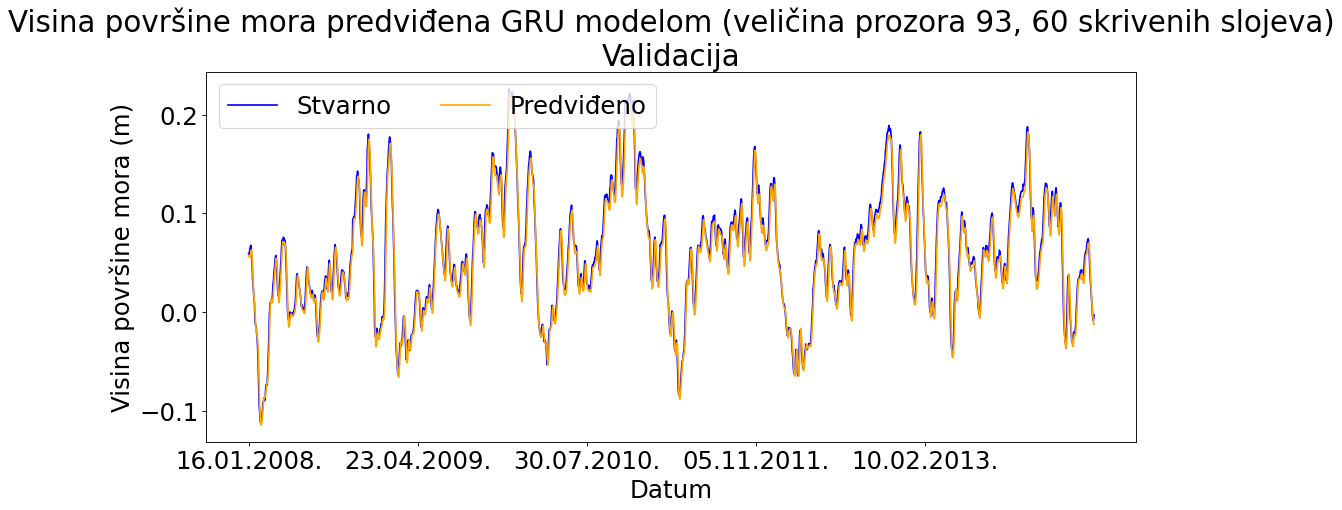 Visina površine mora predviđena GRU modelom (veličina prozora 93, 60 skrivenih slojeva)
Validacija
Stvarno
Predviđeno
Visina površine mora (m)
0.2
0.1
0.0
−0.1
16.01.2008.
23.04.2009.
30.07.2010.
05.11.2011.
10.02.2013.
Datum